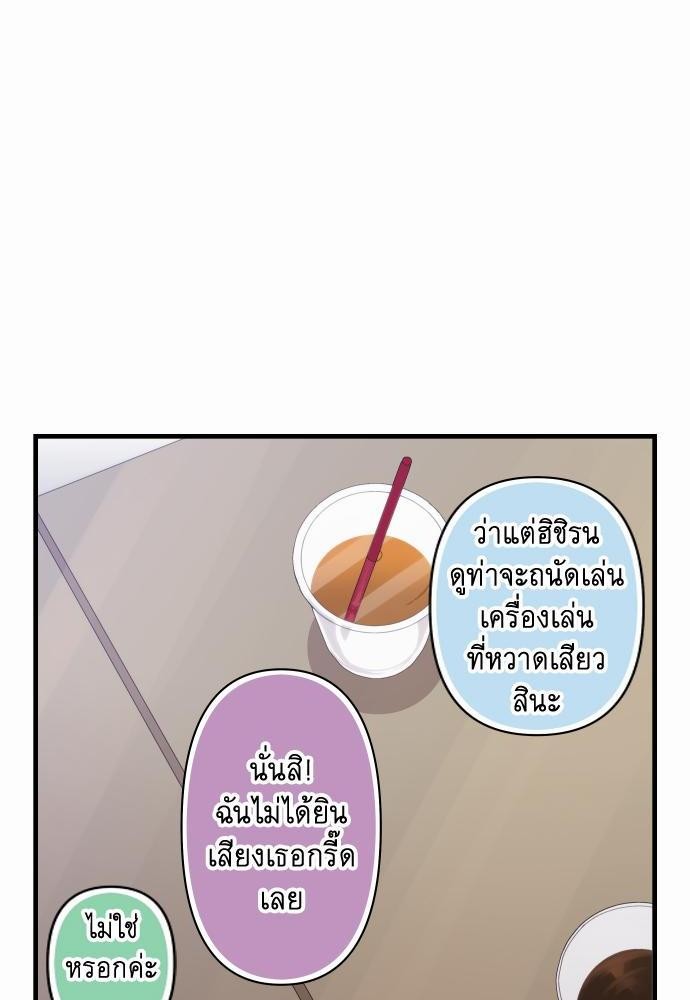 ว่าแต่ฮิชิรน
ดูท่าจะถนัดเล่น
เครื่องเล่น
ที่หวาดเสียว
สินะ
นั่นสิ!
ฉันไม่ได้ยิน
เสียงเธอกรี๊ด
เลย
ไม่ใช่
หรอกค่ะ